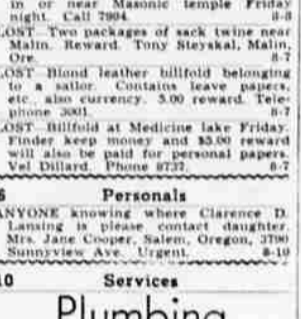 in or near Masonic temple Friday
night. Call 7904. 8-8
LOST Two packages of sack twine near
Malin. Reward. Tony Steyskal, Malin,
Ore. 8-7
LOST Blond leather billfold belonging
to a sailor. Contains leave papers,
etc., also currency. 5.00 reward. Tele-
phone 3001. 8-7
LOST Billfold at Medicine lake Friday.
Finder keep money and $5.00 reward
will also be paid for personal papers.
Vel Dillard. Phone 8737. 8-7
6 Personals
ANYONE knowing where Clarence D.
Lansing is please contact daughter,
Mrs. Jane Cooper, Salem, Oregon, 3790
Sunnyview Ave. Urgent. 8-10
10 Services
Plumbing